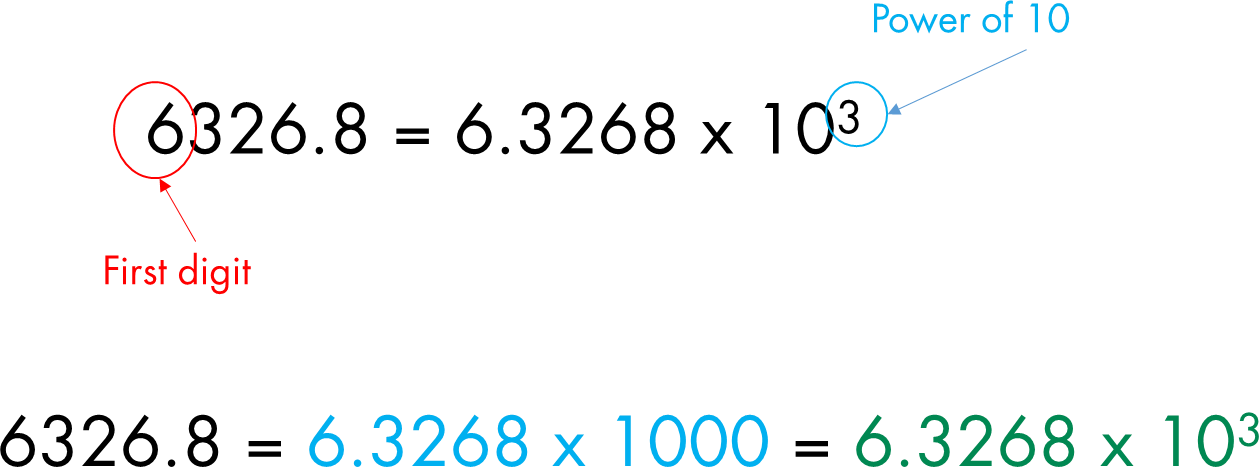 Power of 10
6326.8 = 6.3268 x 10³
First digit
6326.8 = 6.3268 x 1000 = 6.3268 x 10³